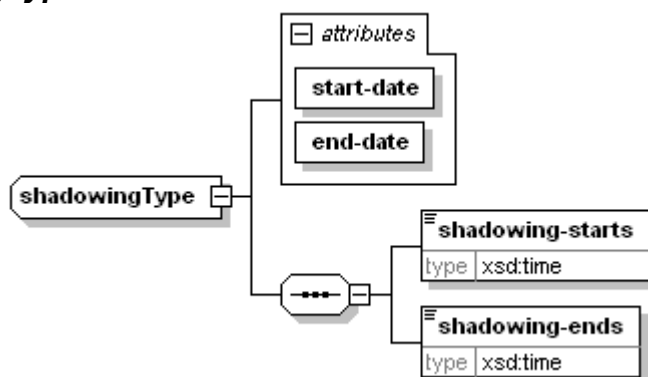 attributes
start-date
end-date
shadowingType
shadowing-starts
type xsd:time
shadowing-ends
type xsd:time